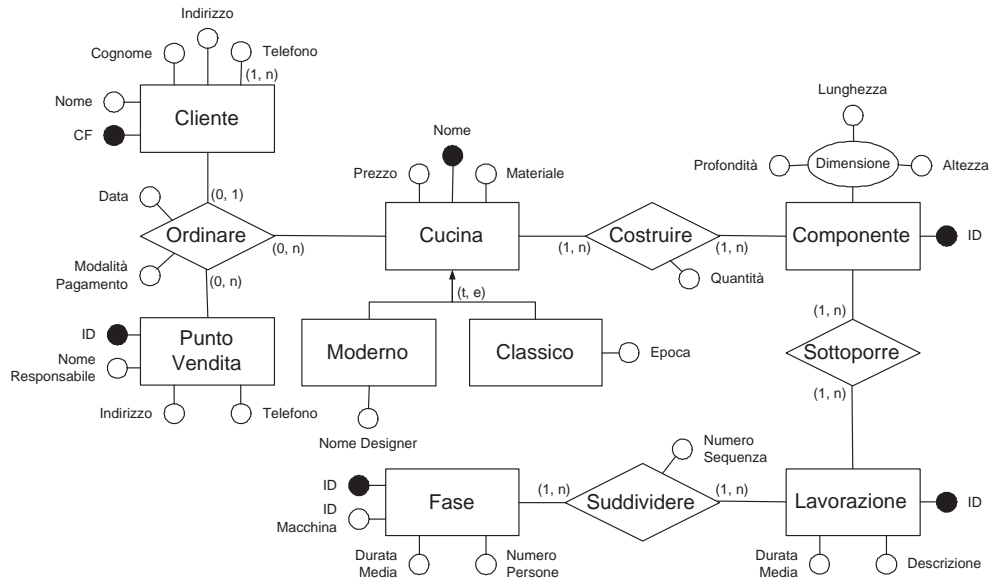 Indirizzo
Cognome
Telefono
(1, n)
Nome
CF
Cliente
(0, 1)
Data
Ordinare
(0, n)
Modalità
Pagamento
(0, n)
ID
Nome
Responsabile
Punto
Vendita
Indirizzo
Telefono
Nome
Prezzo
Materiale
Cucina
(1, n)
Costruire
(1, n)
Quantità
(t, e)
Moderno
Classico
Epoca
Nome Designer
Lunghezza
Profondità
Dimensione
Altezza
Componente
ID
(1, n)
Sottoporre
(1, n)
Numero
Sequenza
ID
ID
Macchina
Fase
(1, n)
Suddividere
(1, n)
Lavorazione
ID
Durata
Media
Numero
Persone
Durata
Media
Descrizione